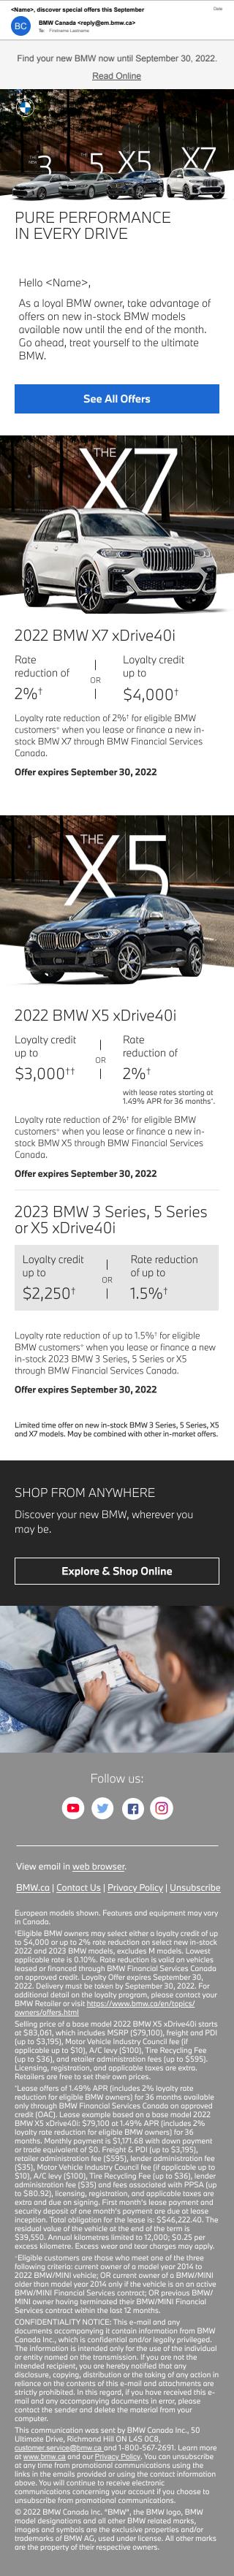 <Name>, discover special offers this September
Date
BC
BMW Canada <reply@em.bmw.ca>
To: Firstname Lastname
Find your new BMW now until September 30, 2022.
Read Online
THE 3 THE 5 THE X5 THE X7
PURE PERFORMANCE
IN EVERY DRIVE
Hello <Name>,
As a loyal BMW owner, take advantage of
offers on new in-stock BMW models
available now until the end of the month.
Go ahead, treat yourself to the ultimate
BMW.
See All Offers
THE
X7
2022 BMW X7 xDrive40i
Rate
reduction of
2%†
OR
Loyalty credit
up to
$4,000†
Loyalty rate reduction of 2%† for eligible BMW
customers⁺ when you lease or finance a new in-
stock BMW X7 through BMW Financial Services
Canada.
Offer expires September 30, 2022
THE
X5
2022 BMW X5 xDrive40i
Loyalty credit
up to
$3,000††
OR
Rate
reduction of
2%†
with lease rates starting at
1.49% APR for 36 months*.
Loyalty rate reduction of 2%† for eligible BMW
customers⁺ when you lease or finance a new in-
stock BMW X5 through BMW Financial Services
Canada.
Offer expires September 30, 2022
2023 BMW 3 Series, 5 Series
or X5 xDrive40i
Loyalty credit
up to
$2,250†
OR
Rate reduction
of up to
1.5%†
Loyalty rate reduction of up to 1.5%† for eligible
BMW customers⁺ when you lease or finance a new
in-stock 2023 BMW 3 Series, 5 Series or X5
through BMW Financial Services Canada.
Offer expires September 30, 2022
Limited time offer on new in-stock BMW 3 Series, 5 Series, X5
and X7 models. May be combined with other in-market offers.
SHOP FROM ANYWHERE
Discover your new BMW, wherever you
may be.
Explore & Shop Online
Follow us:
View email in web browser.
BMW.ca | Contact Us | Privacy Policy | Unsubscribe
European models shown. Features and equipment may vary
in Canada.
†Eligible BMW owners may select either a loyalty credit of up
to $4,000 or up to 2% rate reduction on select new in-stock
2022 and 2023 BMW models, excludes M models. Lowest
applicable rate is 0.10%. Rate reduction is valid on vehicles
leased or financed through BMW Financial Services Canada
on approved credit. Loyalty Offer expires September 30,
2022. Delivery must be taken by September 30, 2022. For
additional detail on the loyalty program, please contact your
BMW Retailer or visit https://www.bmw.ca/en/topics/
owners/offers.html
Selling price of a base model 2022 BMW X5 xDrive40i starts
at $83,061, which includes MSRP ($79,100), freight and PDI
(up to $3,195), Motor Vehicle Industry Council fee (if
applicable up to $10), A/C levy ($100), Tire Recycling Fee
(up to $36), and retailer administration fees (up to $595).
Licensing, registration, and applicable taxes are extra.
Retailers are free to set their own prices.
*Lease offers of 1.49% APR (includes 2% loyalty rate
reduction for eligible BMW owners) for 36 months available
only through BMW Financial Services Canada on approved
credit (OAC). Lease example based on a base model 2022
BMW X5 xDrive40i: $79,100 at 1.49% APR (includes 2%
loyalty rate reduction for eligible BMW owners) for 36
months. Monthly payment is $1,171.68 with down payment
or trade equivalent of $0. Freight & PDI (up to $3,195),
retailer administration fee ($595), lender administration fee
($35), Motor Vehicle Industry Council fee (if applicable up to
$10), A/C levy ($100), Tire Recycling Fee (up to $36), lender
administration Fee ($35) and fees associated with PPSA (up
to $80.92), licensing, registration, and applicable taxes are
extra and due on signing. First month's lease payment and
security deposit of one month's payment are due at lease
inception. Total obligation for the lease is: $$46,222.40. The
residual value of the vehicle at the end of the term is
$39,550. Annual kilometres limited to 12,000; $0.25 per
excess kilometre. Excess wear and tear charges may apply.
⁺Eligible customers are those who meet one of the three
following criteria: current owner of a model year 2014 to
2022 BMW/MINI vehicle; OR current owner of a BMW/MINI
older than model year 2014 only if the vehicle is on an active
BMW/MINI Financial Services contract; OR previous BMW/
MINI owner having terminated their BMW/MINI Financial
Services contract within the last 12 months.
CONFIDENTIALITY NOTICE: This e-mail and any
documents accompanying it contain information from BMW
Canada Inc., which is confidential and/or legally privileged.
The information is intended only for the use of the individual
or entity named on the transmission. If you are not the
intended recipient, you are hereby notified that any
disclosure, copying, distribution or the taking of any action in
reliance on the contents of this e-mail and attachments are
strictly prohibited. In this regard, if you have received this e-
mail and any accompanying documents in error, please
contact the sender and delete the material from your
computer.
This communication was sent by BMW Canada Inc., 50
Ultimate Drive, Richmond Hill ON L4S 0C8,
customer.service@bmw.ca and 1-800-567-2691. Learn more
at www.bmw.ca and our Privacy Policy. You can unsubscribe
at any time from promotional communications using the
links in the emails provided or using the contact information
above. You will continue to receive electronic
communications concerning your account if you choose to
unsubscribe from promotional communications.
© 2022 BMW Canada Inc. "BMW", the BMW logo, BMW
model designations and all other BMW related marks,
images and symbols are the exclusive properties and/or
trademarks of BMW AG, used under license. All other marks
are the property of their respective owners.